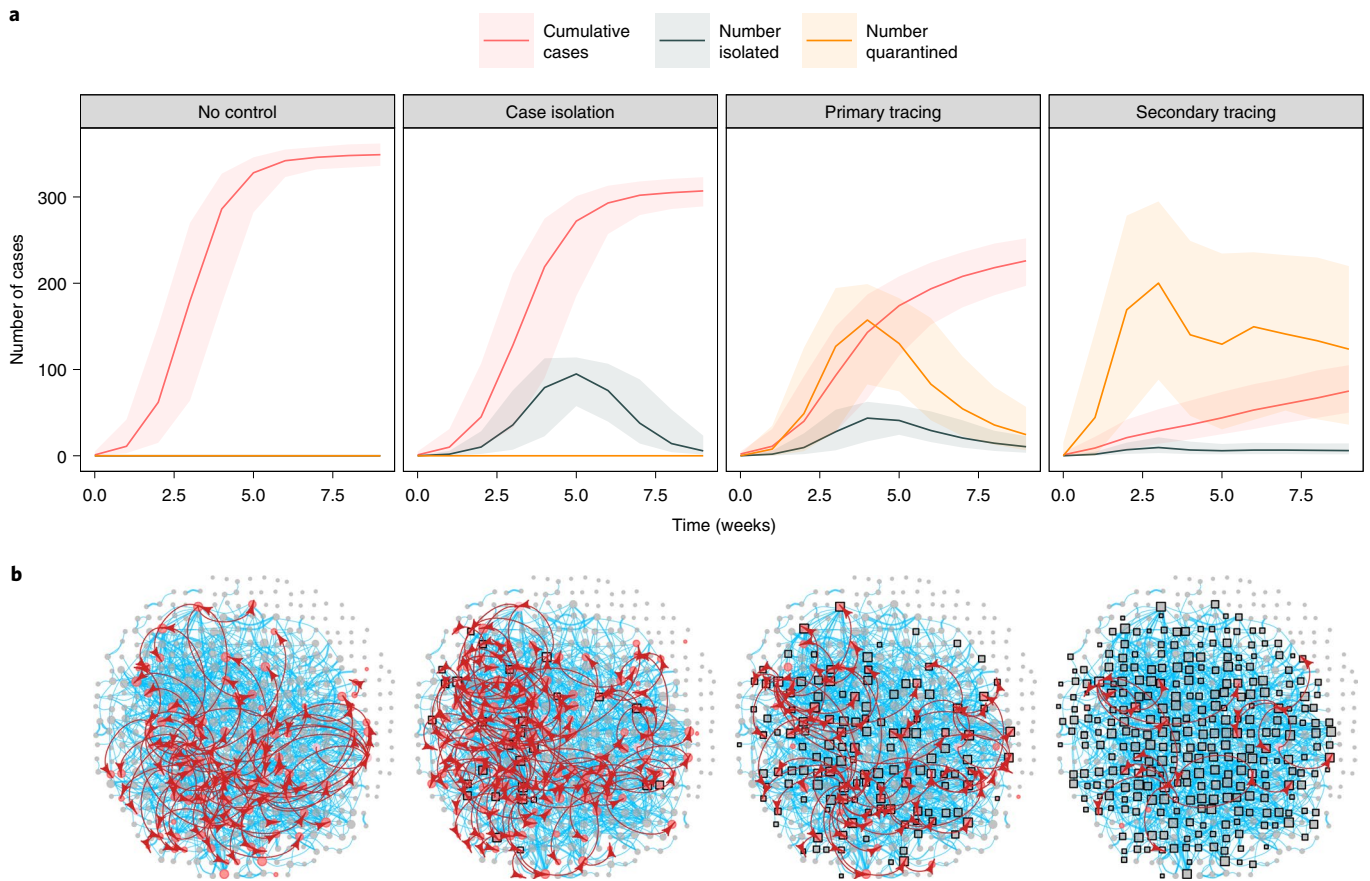 a
Cumulative cases
Number isolated
Number quarantined
No control
Case isolation
Primary tracing
Secondary tracing
Number of cases
300
200
100
0
0.0 2.5 5.0 7.5
0.0 2.5 5.0 7.5
0.0 2.5 5.0 7.5
0.0 2.5 5.0 7.5
Time (weeks)
b